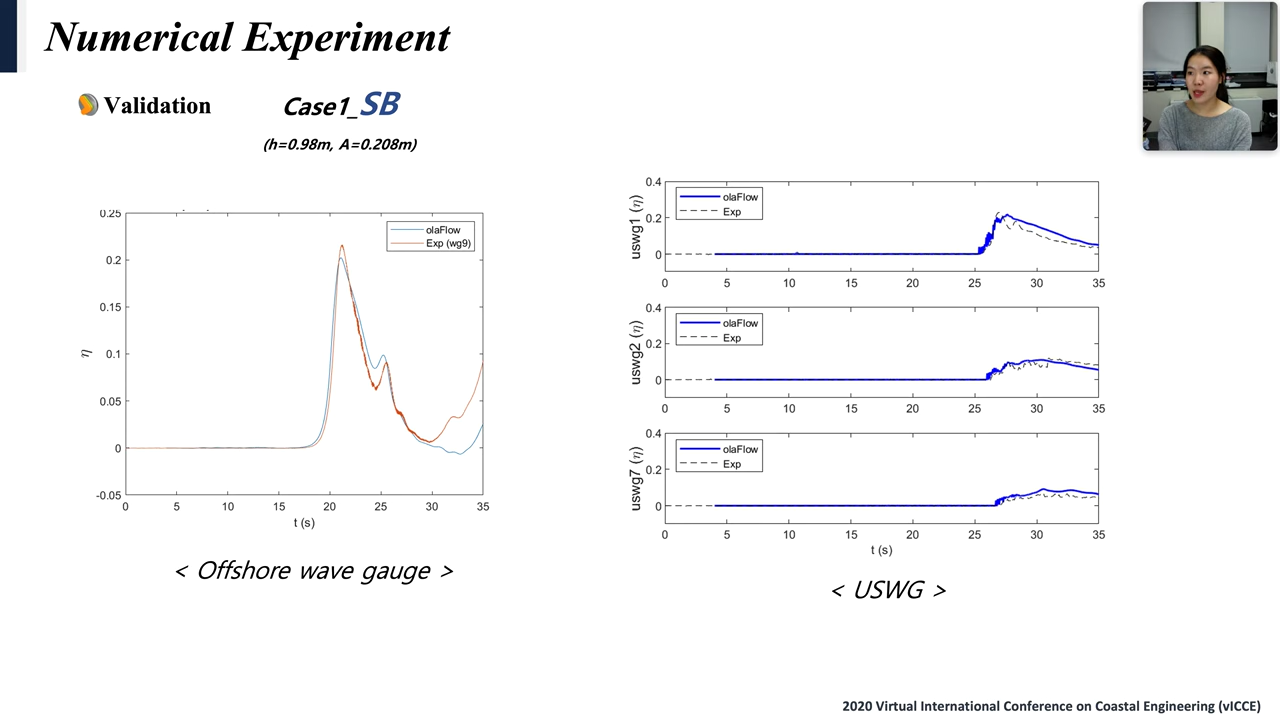 Numerical Experiment
Validation
Case1_SB
(h=0.98m, A=0.208m)
0.25
0.2
0.15
0.1
0.05
0
-0.05
η
olaFlow
Exp (wg9)
0 5 10 15 20 25 30 35
t (s)
< Offshore wave gauge >
uswg1 (η)
0.4
0.2
0
olaFlow
Exp
0 5 10 15 20 25 30 35
uswg2 (η)
0.4
0.2
0
olaFlow
Exp
0 5 10 15 20 25 30 35
uswg7 (η)
0.4
0.2
0
olaFlow
Exp
0 5 10 15 20 25 30 35
t (s)
< USWG >
2020 Virtual International Conference on Coastal Engineering (vICCE)